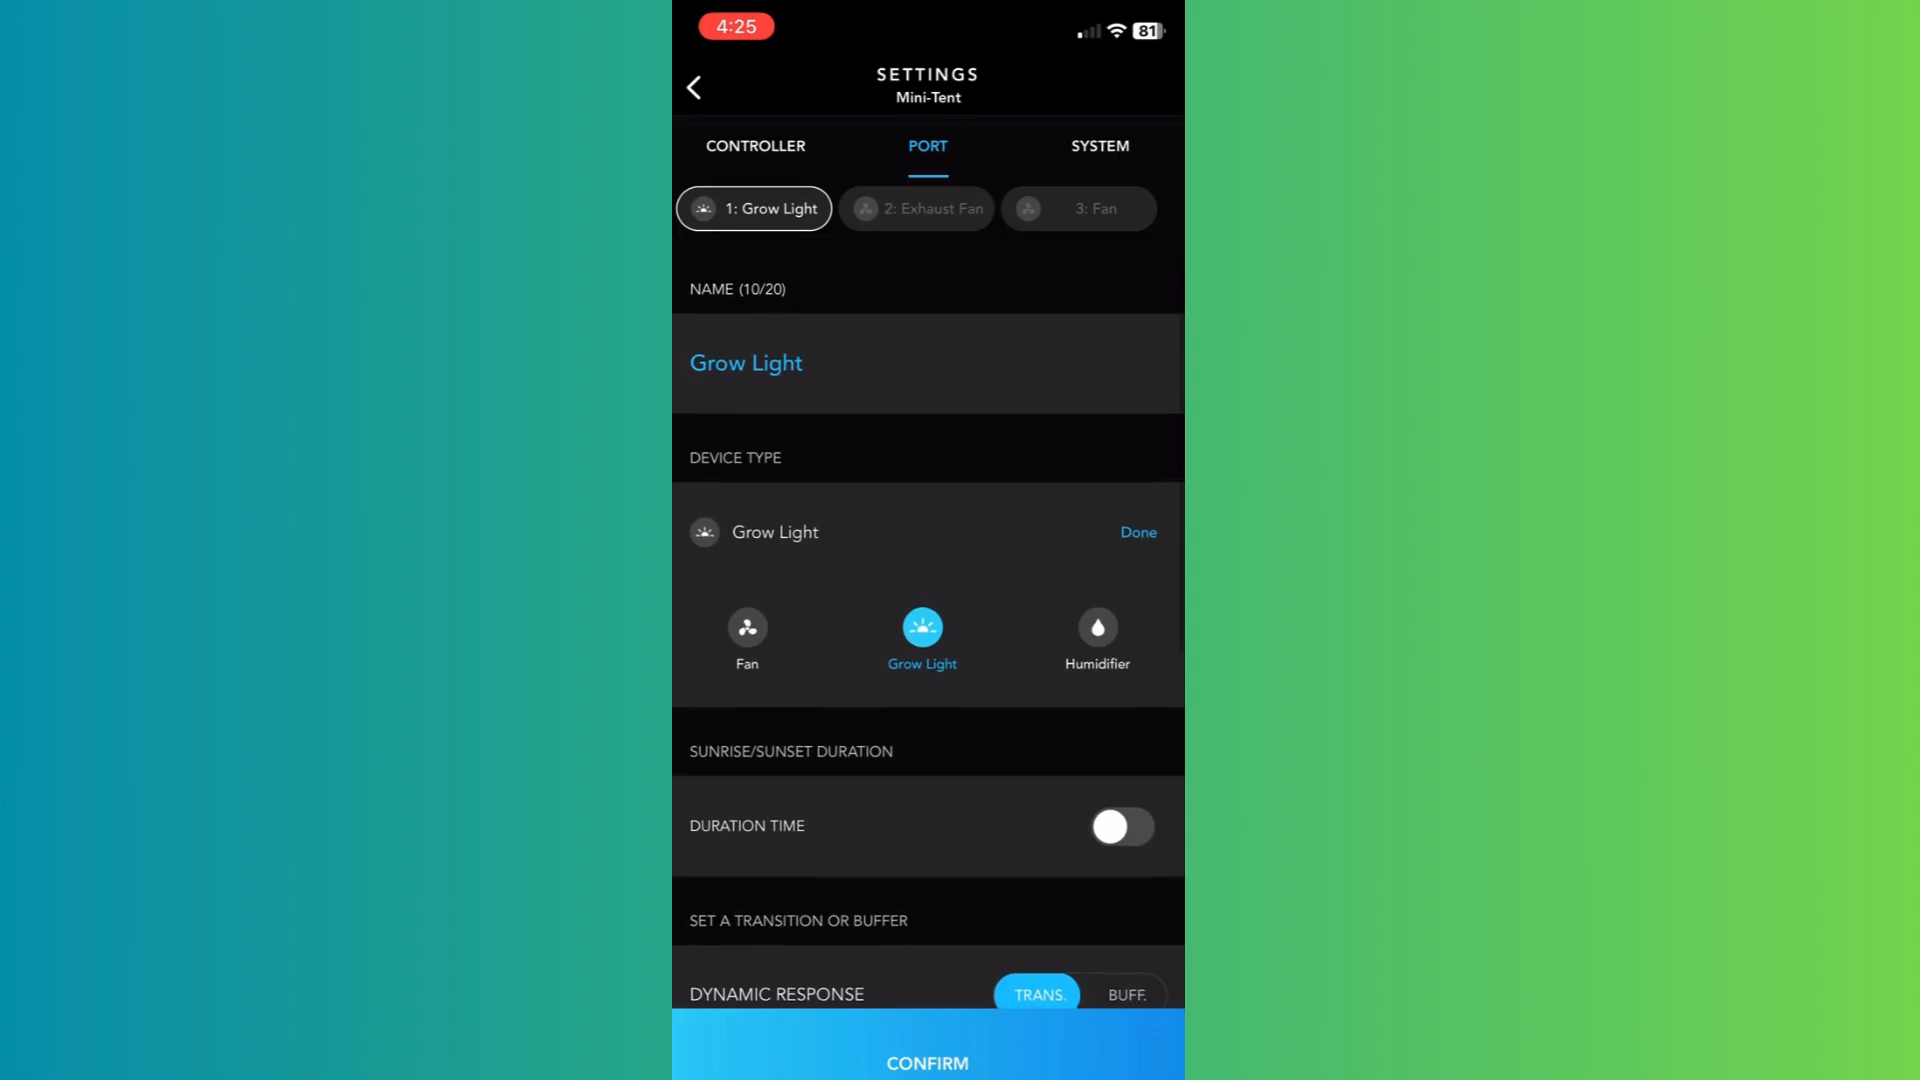 4:25
81
SETTINGS
Mini-Tent
CONTROLLER PORT SYSTEM
1: Grow Light 2: Exhaust Fan 3: Fan
NAME (10/20)
Grow Light
DEVICE TYPE
Grow Light Done
Fan Grow Light Humidifier
SUNRISE/SUNSET DURATION
DURATION TIME
SET A TRANSITION OR BUFFER
DYNAMIC RESPONSE TRANS. BUFF.
CONFIRM